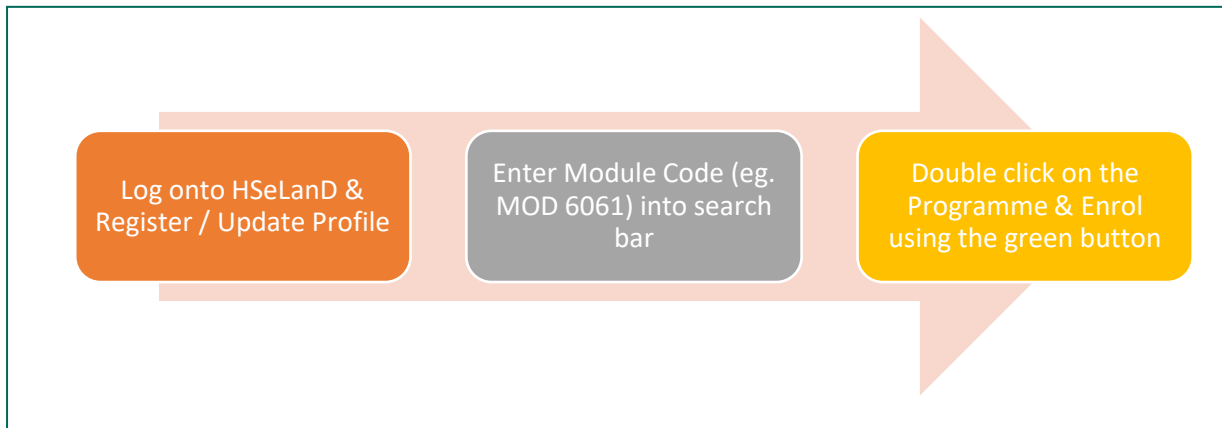 Log onto HSeLanD &
Register / Update Profile
Enter Module Code (eg.
MOD 6061) into search
bar
Double click on the
Programme & Enrol
using the green button